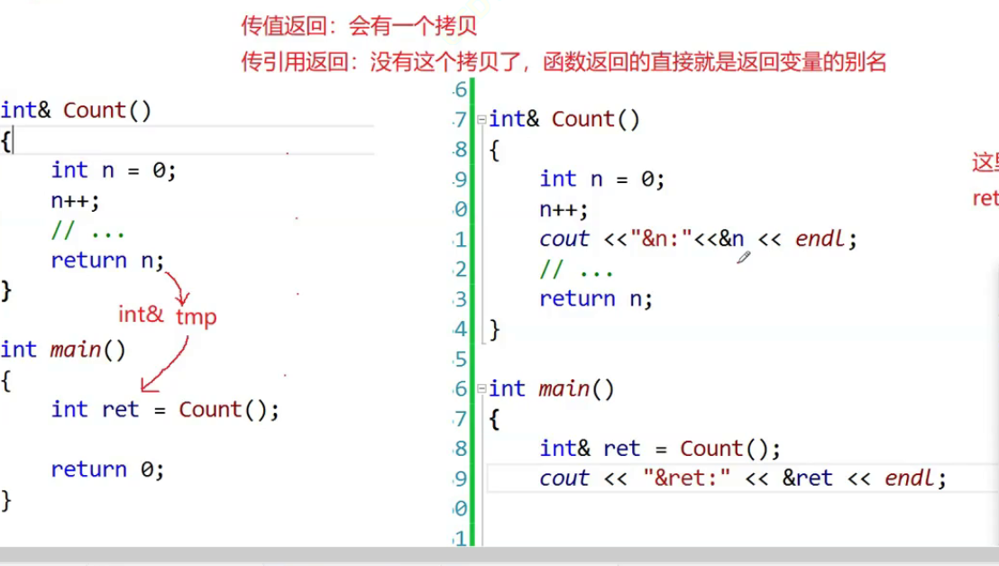 传值返回：会有一个拷贝
传引用返回：没有这个拷贝了，函数返回的直接就是返回变量的别名
int& Count()
{
int n = 0;
n++;
// ...
return n;
}
int& tmp
int main()
{
int ret = Count();
return 0;
}
6
7 int& Count()
8 {
9 int n = 0;
0 n++;
1 cout <<"&n:"<<&n << endl;
2 // ...
3 return n;
4 }
5
6 int main()
7 {
8 int& ret = Count();
9 cout << "&ret:" << &ret << endl;
0
1
这
ret